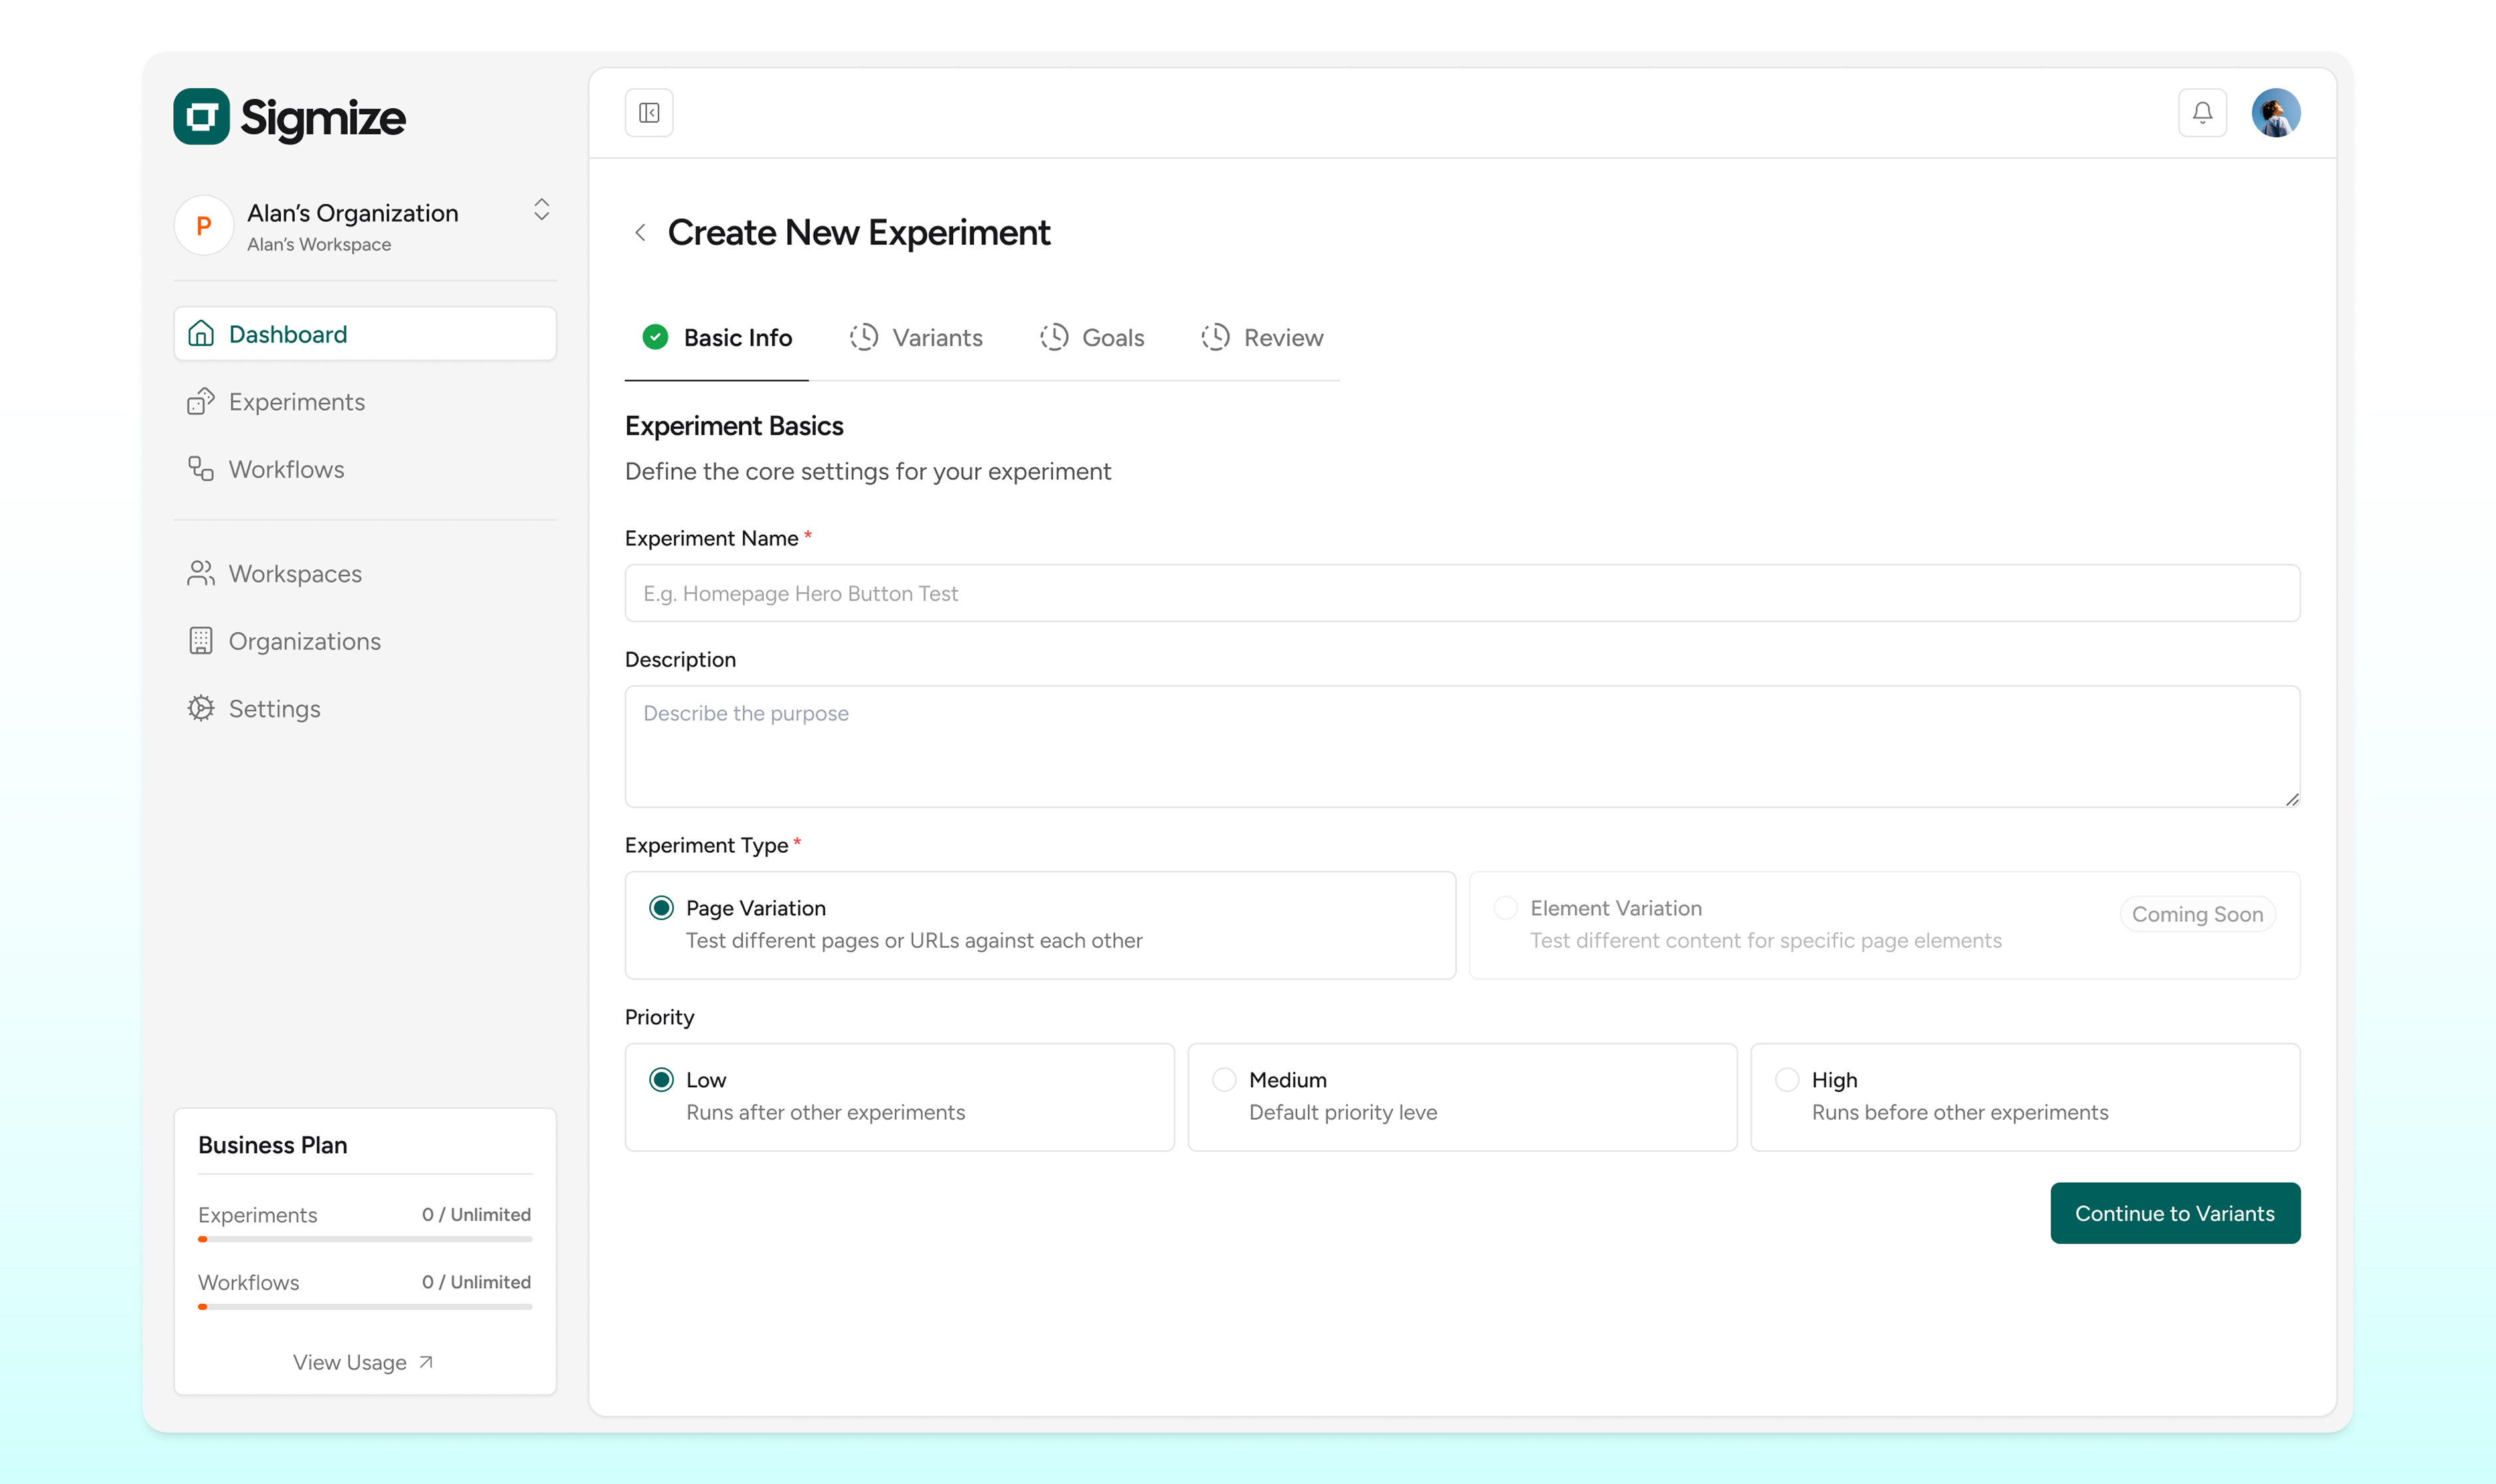 Sigmize
P
Alan’s Organization
Alan’s Workspace
Dashboard
Experiments
Workflows
Workspaces
Organizations
Settings
Business Plan
Experiments 0 / Unlimited
Workflows 0 / Unlimited
View Usage
Create New Experiment
Basic Info Variants Goals Review
Experiment Basics
Define the core settings for your experiment
Experiment Name *
E.g. Homepage Hero Button Test
Description
Describe the purpose
Experiment Type *
Page Variation
Test different pages or URLs against each other
Element Variation
Test different content for specific page elements
Coming Soon
Priority
Low
Runs after other experiments
Medium
Default priority leve
High
Runs before other experiments
Continue to Variants